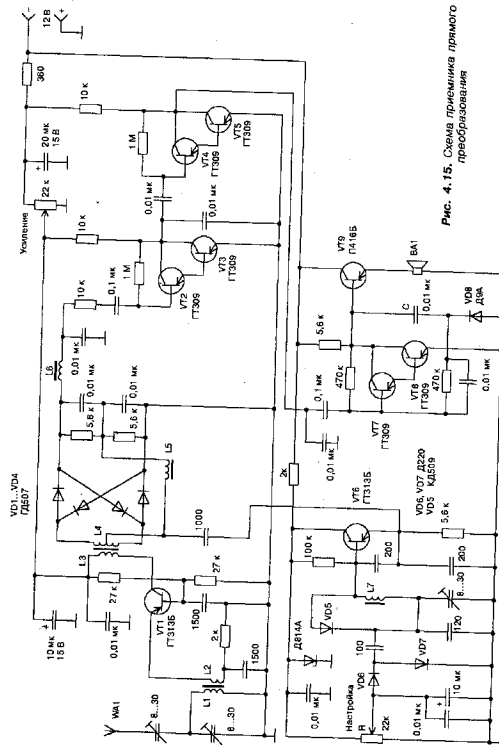 12 В
360
20 мк
15 В
22 к
Усиление
10 к
1 М
VT4
ГТ309
VT5
ГТ309
0,01 мк
0,01 мк
10 к
1 М
VT2
ГТ309
VT3
ГТ309
10 к
0,1 мк
0,01 мк
L6
0,01 мк
0,01 мк
5,6 к
5,6 к
L5
VD1...VD4
ГД507
L4
L3
1000
10 мк
15 В
0,01 мк
27 к
27 к
VT1
ГТ313Б
1500
2 к
1500
L2
L1
WA1
8...30
8...30
Рис. 4.15. Схема приемника прямого
преобразования
VT9
П416Б
ВА1
5,6 к
С
0,01 мк
VD8
Д9А
470 к
470 к
VT7
ГТ309
VT8
0,01 мк
0,1 мк
0,01 мк
2к
VT6
ГТ313Б
VD6, VD7 Д220
VD5 КД509
100 к
200
200
5,6 к
L7
8...30
120
VD5
100
VD6
VD7
Д814А
0,01 мк
Настройка
R
22к
10 мк
0,01 мк